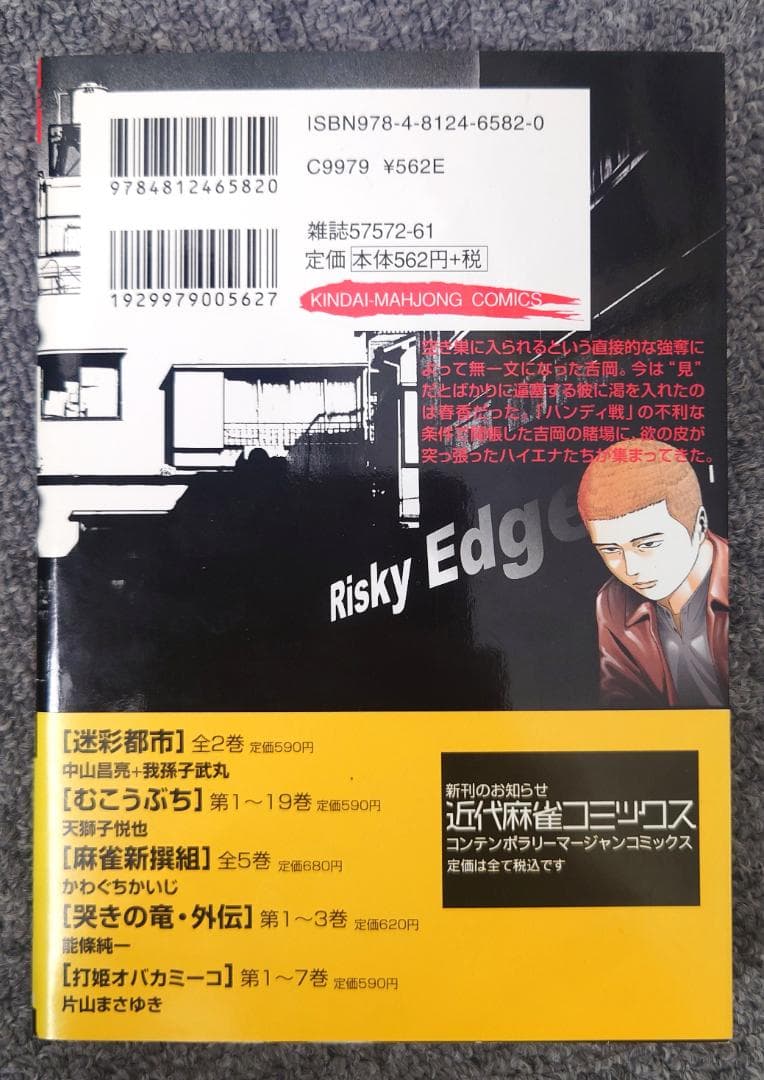 ISBN978-4-8124-6582-0
C9979 ¥562E
9784812465820
雑誌57572-61
定価 本体562円+税
1929979005627
KINDAI-MAHJONG COMICS
空き巣に入られるという直接的な強奪に
よって無一文になった吉岡。今は“見”
だとばかりに逼塞する彼に渇を入れたの
は春香だった。「ハンディ戦」の不利な
条件で開帳した吉岡の賭場に、欲の皮が
突っ張ったハイエナたちが集まってきた。
Risky Edge
[迷彩都市] 全2巻 定価590円
中山昌亮+我孫子武丸
[むこうぶち] 第1〜19巻 定価590円
天獅子悦也
[麻雀新撰組] 全5巻 定価680円
かわぐちかいじ
[哭きの竜・外伝] 第1〜3巻 定価620円
能條純一
[打姫オバカミーコ] 第1〜7巻 定価590円
片山まさゆき
新刊のお知らせ
近代麻雀コミックス
コンテンポラリーマージャンコミックス
定価は全て税込です